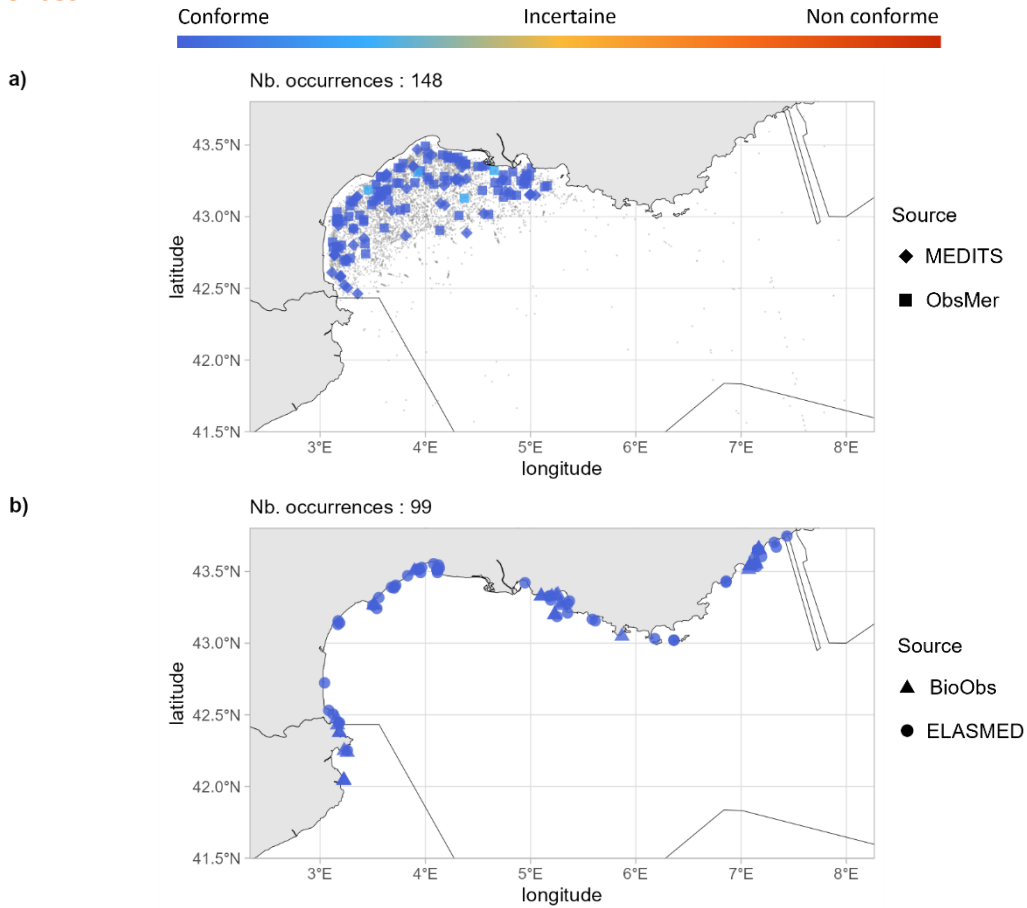 Conforme Incertaine Non conforme
a)
Nb. occurrences : 148
43.5°N
43.0°N
42.5°N
42.0°N
41.5°N
latitude
3°E 4°E 5°E 6°E 7°E 8°E
longitude
Source
MEDITS
ObsMer
b)
Nb. occurrences : 99
43.5°N
43.0°N
42.5°N
42.0°N
41.5°N
latitude
3°E 4°E 5°E 6°E 7°E 8°E
longitude
Source
BioObs
ELASMED